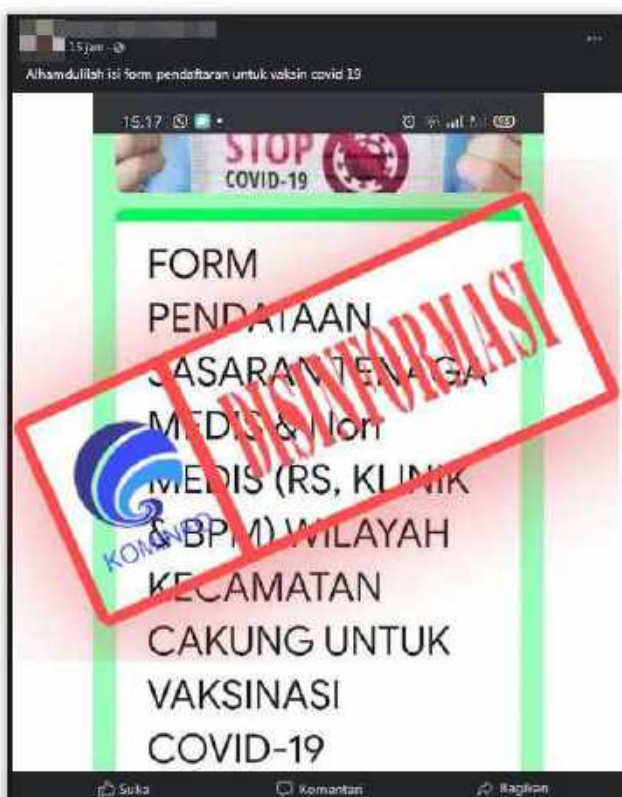 15 jam
Alhamdulilah isi form pendaftaran untuk vaksin covid 19
15.17
STOP
COVID-19
FORM
PENDATAAN
SASARAN TENAGA
MEDIS & Non
MEDIS (RS, KLINIK
& BPM) WILAYAH
KECAMATAN
CAKUNG UNTUK
VAKSINASI
COVID-19
DISINFORMASI
KOMINFO
Suka
Komentari
Bagikan